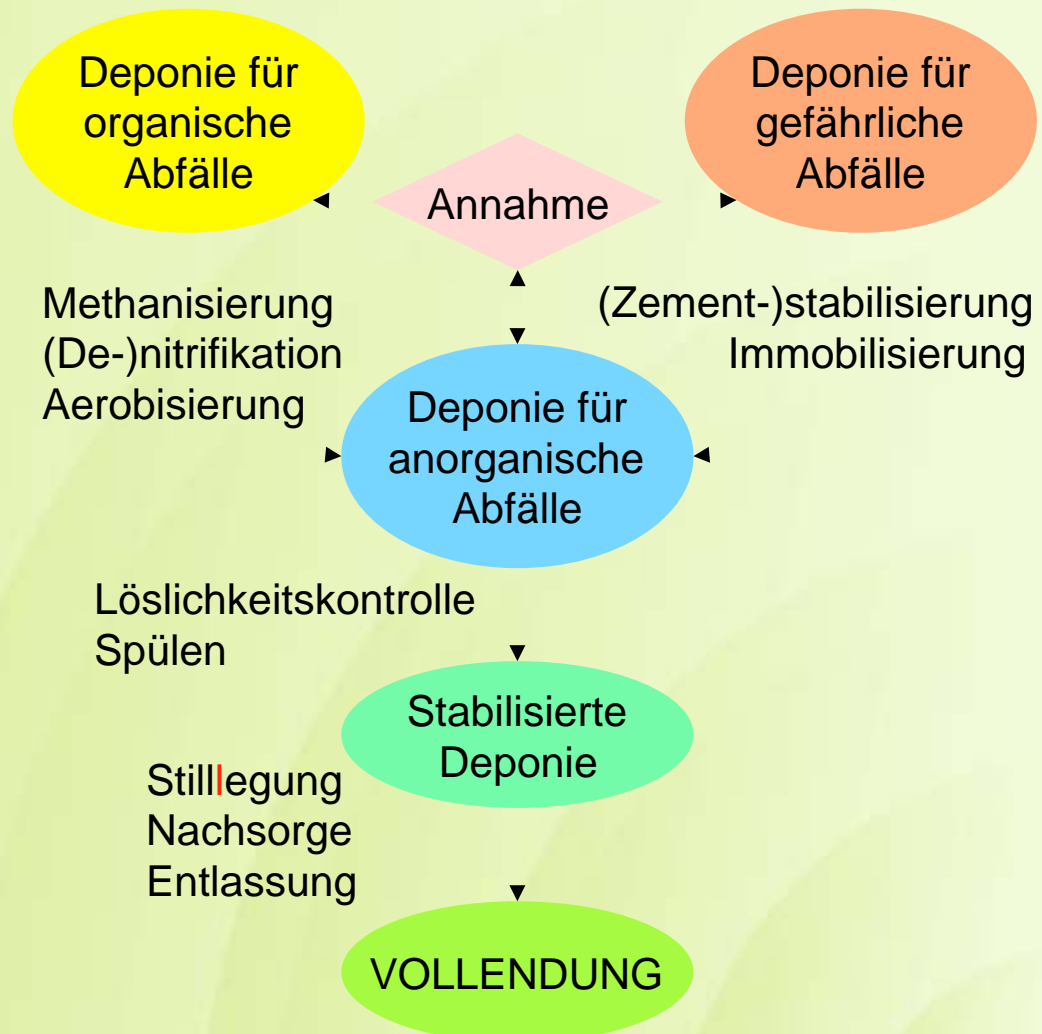 Deponie für
organische
Abfälle
Deponie für
gefährliche
Abfälle
Annahme
Methanisierung
(De-)nitrifikation
Aerobisierung
(Zement-)stabilisierung
Immobilisierung
Deponie für
anorganische
Abfälle
Löslichkeitskontrolle
Spülen
Stabilisierte
Deponie
Stilllegung
Nachsorge
Entlassung
VOLLENDUNG